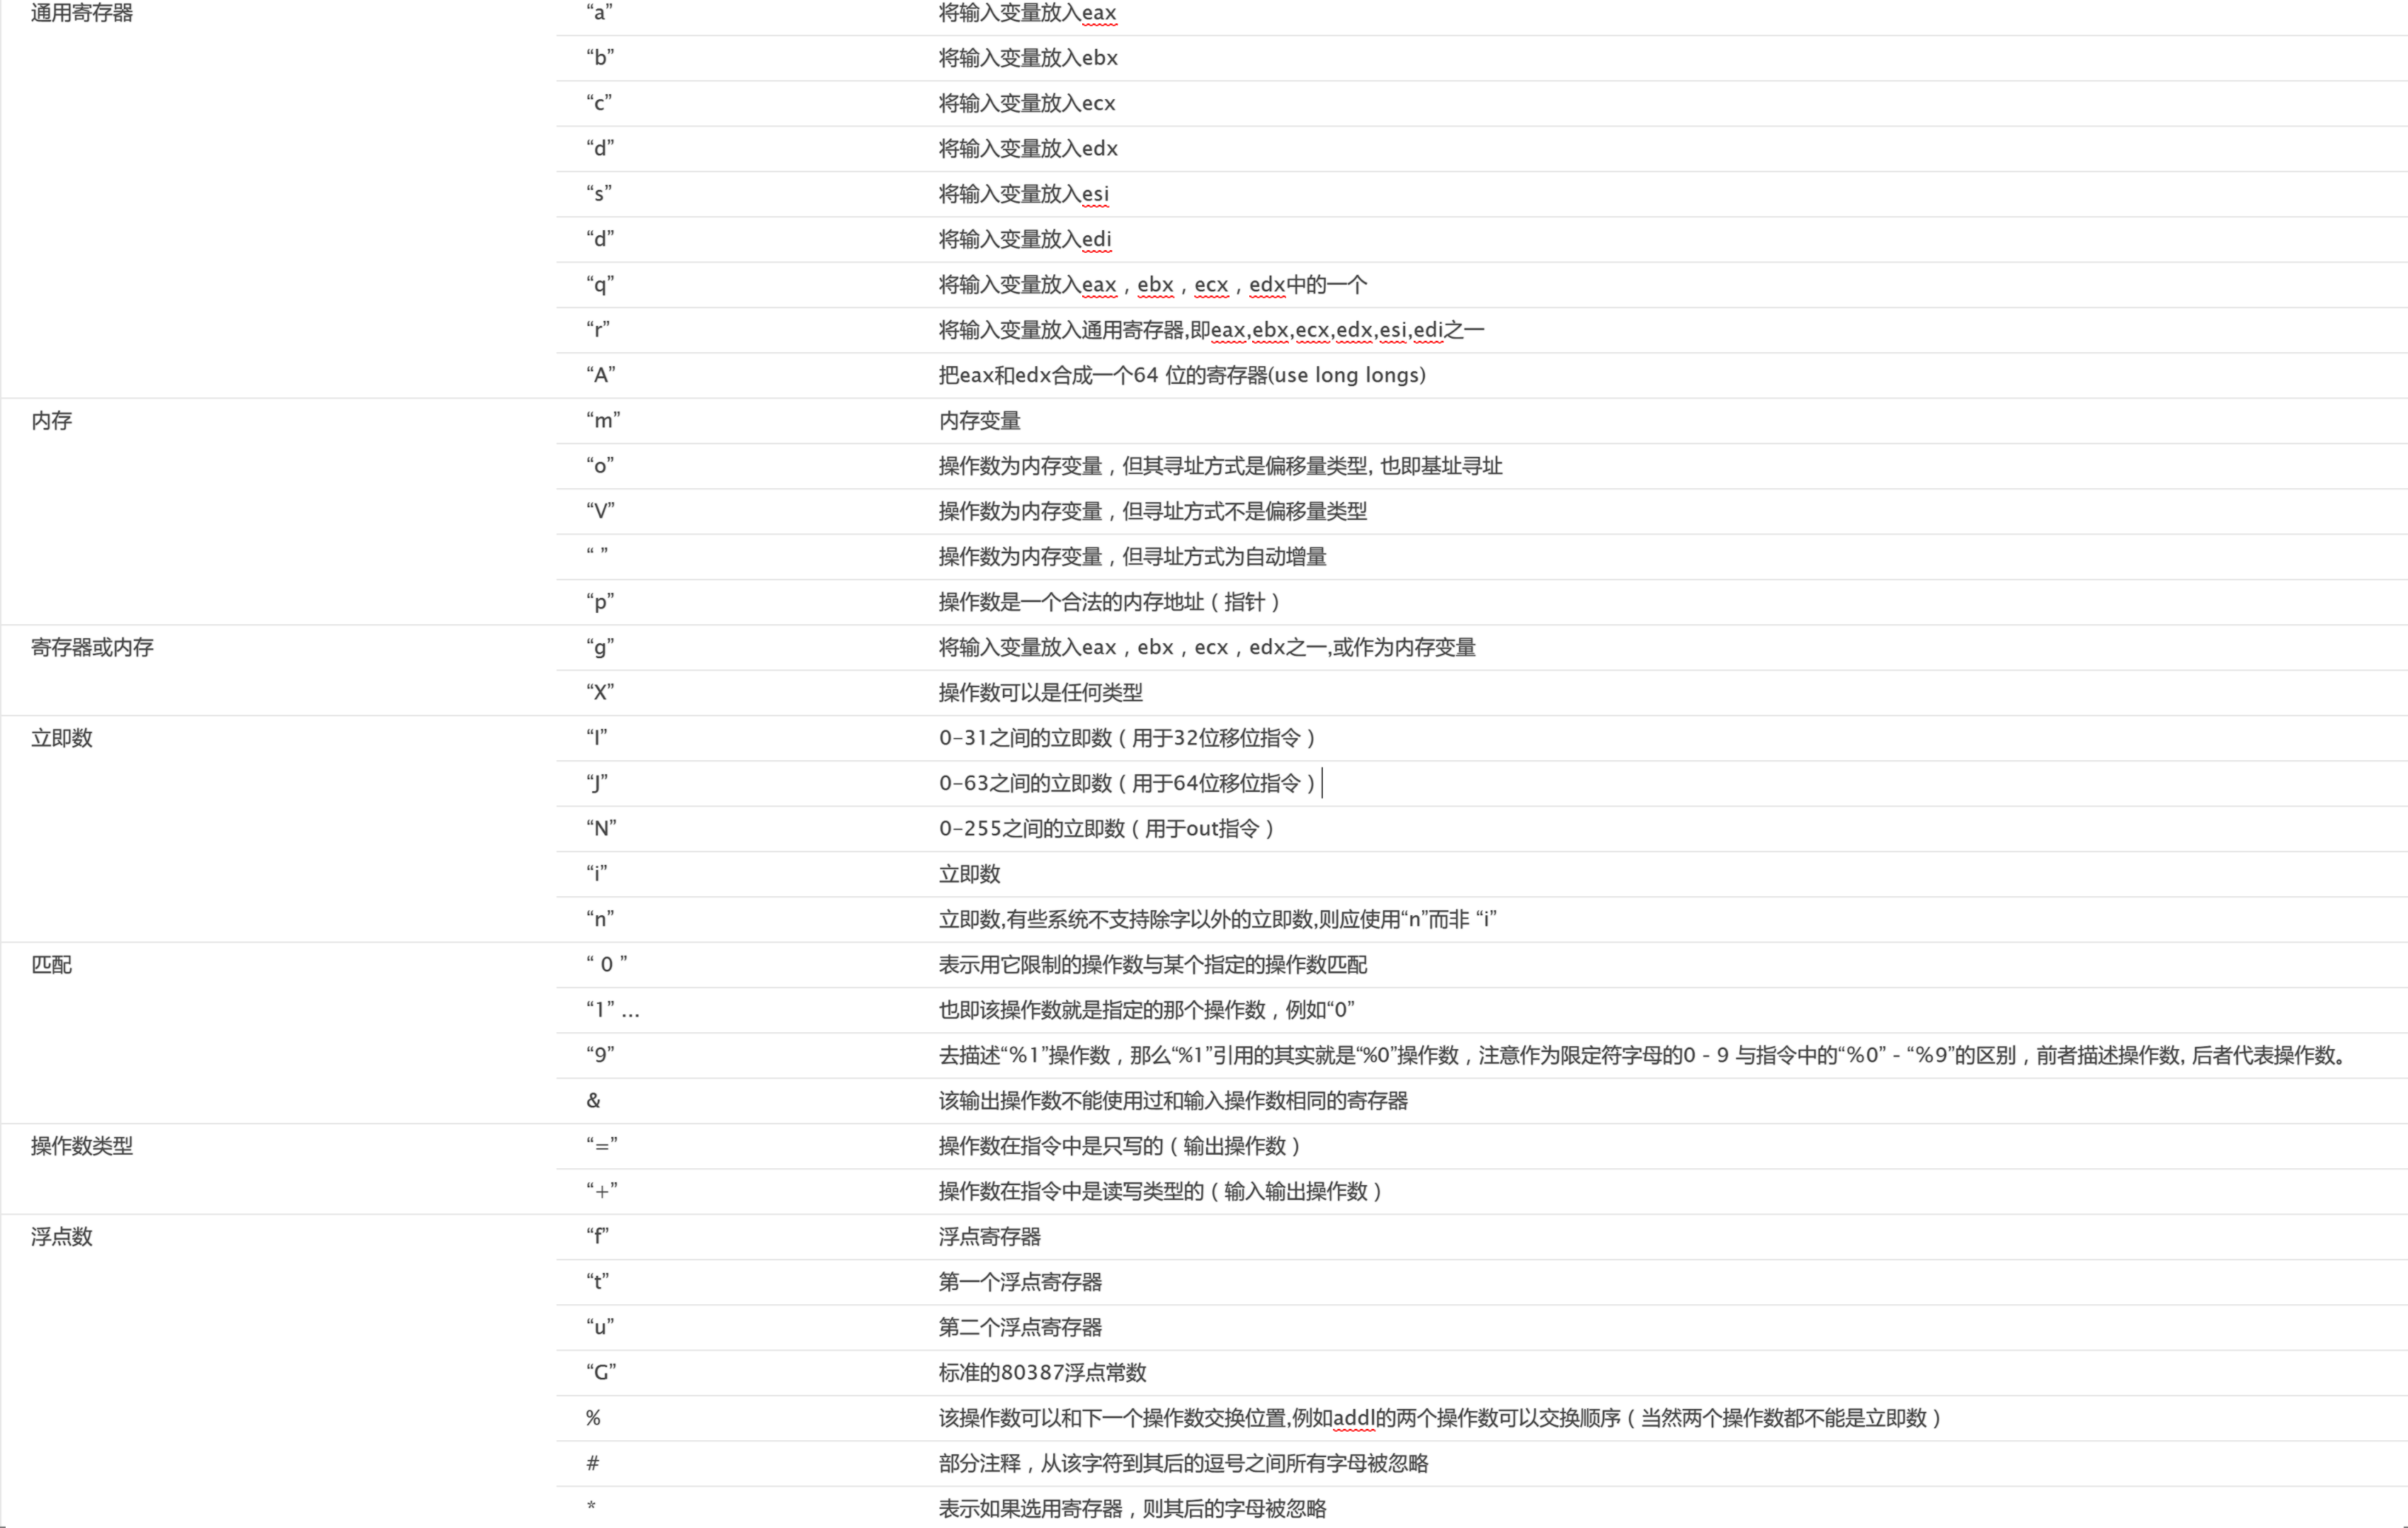 通用寄存器 “a” 将输入变量放入eax
“b” 将输入变量放入ebx
“c” 将输入变量放入ecx
“d” 将输入变量放入edx
“s” 将输入变量放入esi
“d” 将输入变量放入edi
“q” 将输入变量放入eax，ebx，ecx，edx中的一个
“r” 将输入变量放入通用寄存器,即eax,ebx,ecx,edx,esi,edi之一
“A” 把eax和edx合成一个64 位的寄存器(use long longs)
内存 “m” 内存变量
“o” 操作数为内存变量，但其寻址方式是偏移量类型, 也即基址寻址
“V” 操作数为内存变量，但寻址方式不是偏移量类型
“ ” 操作数为内存变量，但寻址方式为自动增量
“p” 操作数是一个合法的内存地址（指针）
寄存器或内存 “g” 将输入变量放入eax，ebx，ecx，edx之一,或作为内存变量
“X” 操作数可以是任何类型
立即数 “I” 0-31之间的立即数（用于32位移位指令）
“J” 0-63之间的立即数（用于64位移位指令）
“N” 0-255之间的立即数（用于out指令）
“i” 立即数
“n” 立即数,有些系统不支持除字以外的立即数,则应使用“n”而非 “i”
匹配 “ 0 ” 表示用它限制的操作数与某个指定的操作数匹配
“1” ... 也即该操作数就是指定的那个操作数，例如“0”
“9” 去描述“%1”操作数，那么“%1”引用的其实就是“%0”操作数，注意作为限定符字母的0 - 9 与指令中的“%0” - “%9”的区别，前者描述操作数, 后者代表操作数。
& 该输出操作数不能使用过和输入操作数相同的寄存器
操作数类型 “=” 操作数在指令中是只写的（输出操作数）
“+” 操作数在指令中是读写类型的（输入输出操作数）
浮点数 “f” 浮点寄存器
“t” 第一个浮点寄存器
“u” 第二个浮点寄存器
“G” 标准的80387浮点常数
% 该操作数可以和下一个操作数交换位置,例如addl的两个操作数可以交换顺序（当然两个操作数都不能是立即数）
# 部分注释，从该字符到其后的逗号之间所有字母被忽略
* 表示如果选用寄存器，则其后的字母被忽略